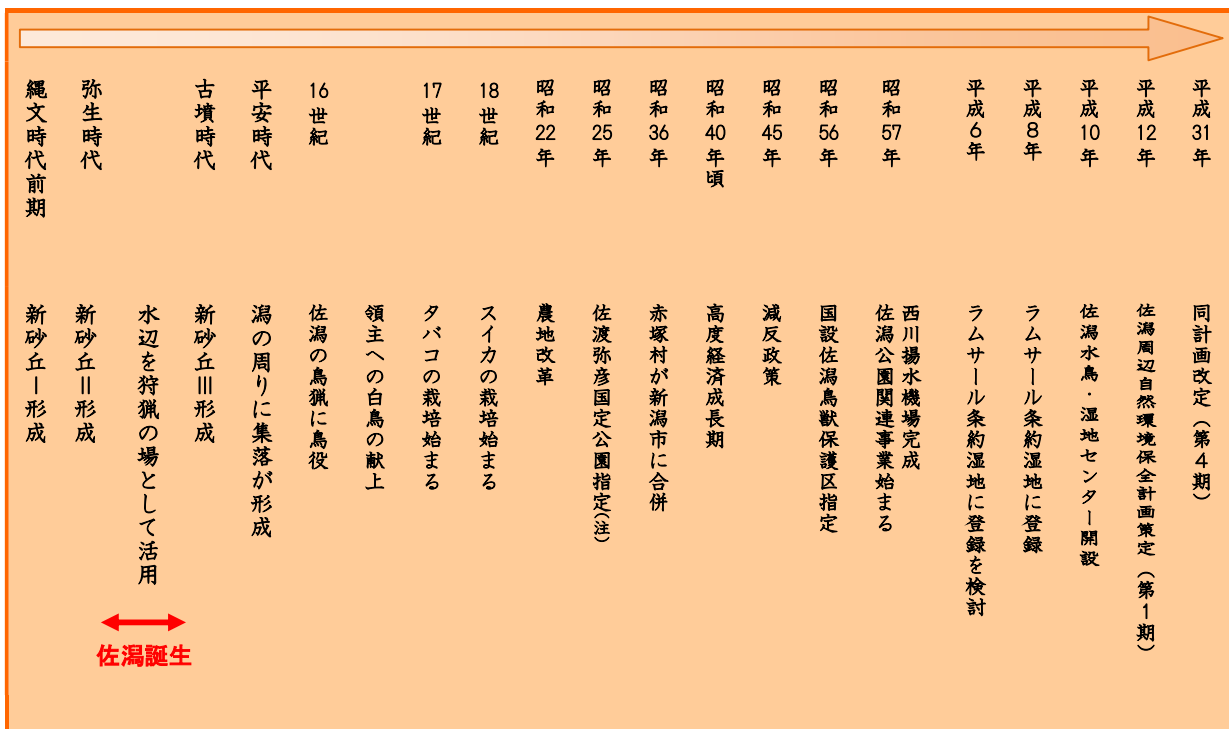 縄文時代前期
新砂丘Ⅰ形成
弥生時代
新砂丘Ⅱ形成
水辺を狩猟の場として活用
古墳時代
新砂丘Ⅲ形成
平安時代
潟の周りに集落が形成
16世紀
佐潟の鳥猟に鳥役
領主への白鳥の献上
17世紀
タバコの栽培始まる
18世紀
スイカの栽培始まる
昭和22年
農地改革
昭和25年
佐渡弥彦国定公園指定(注)
昭和36年
赤塚村が新潟市に合併
昭和40年頃
高度経済成長期
昭和45年
減反政策
昭和56年
国設佐潟鳥獣保護区指定
昭和57年
西川揚水機場完成
佐潟公園関連事業始まる
平成6年
ラムサール条約湿地に登録を検討
平成8年
ラムサール条約湿地に登録
平成10年
佐潟水鳥・湿地センター開設
平成12年
佐潟周辺自然環境保全計画策定（第1期）
平成31年
同計画改定（第4期）
佐潟誕生